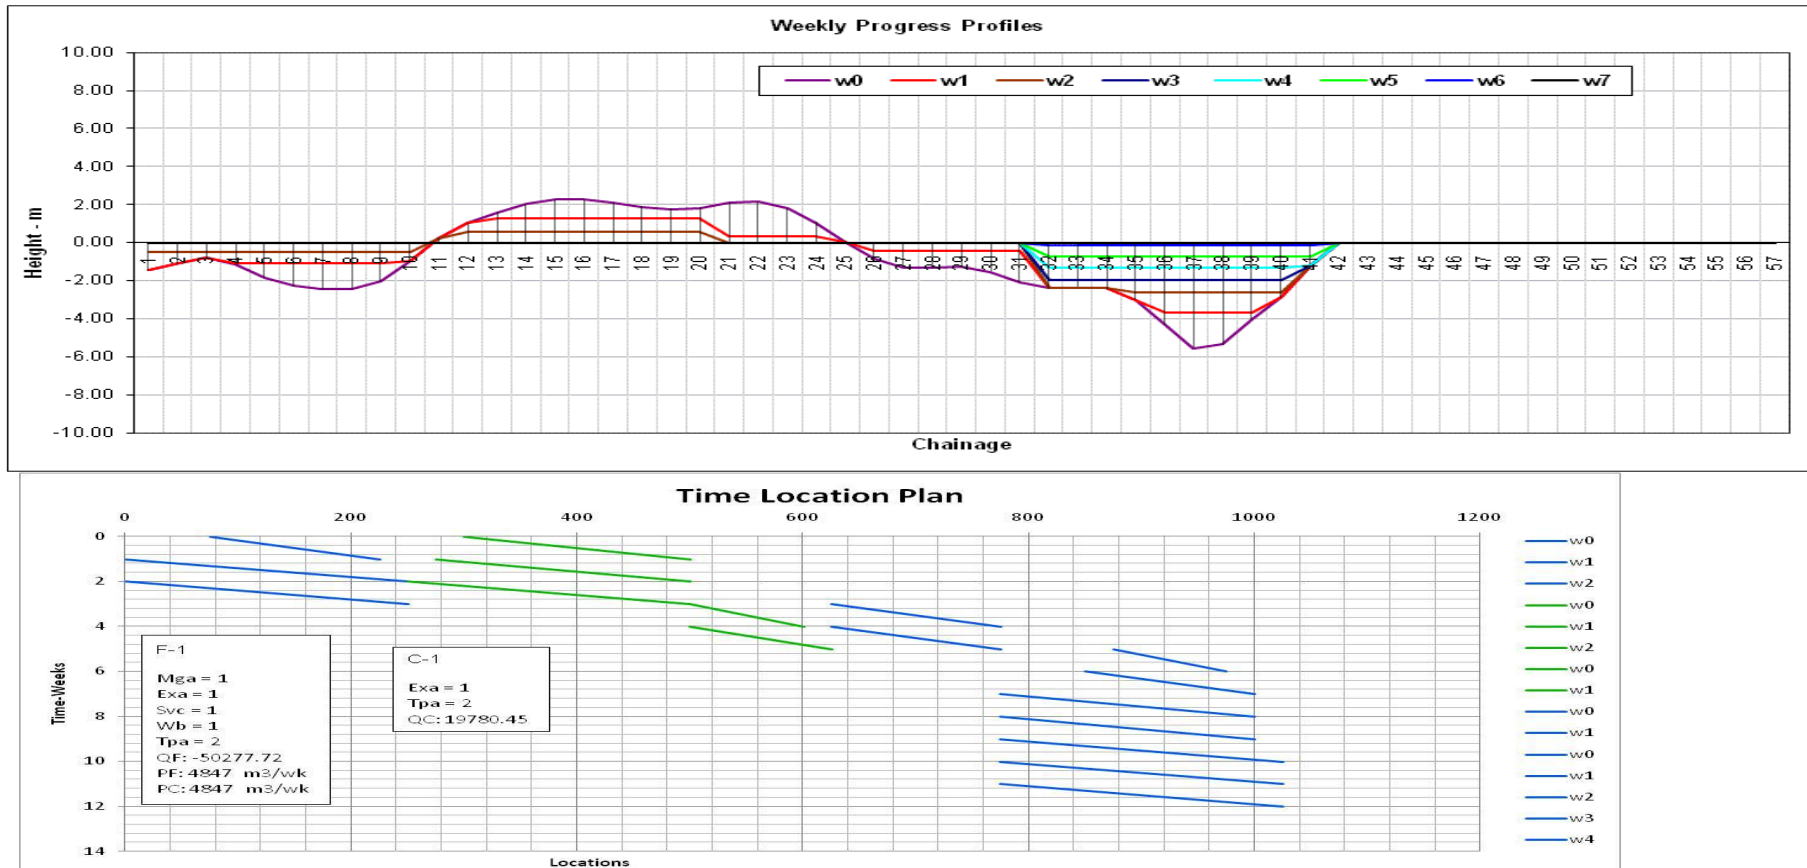 Weekly Progress Profiles
w0 w1 w2 w3 w4 w5 w6 w7
Height - m
10.00
8.00
6.00
4.00
2.00
0.00
-2.00
-4.00
-6.00
-8.00
-10.00
1 2 3 4 5 6 7 8 9 10 11 12 13 14 15 16 17 18 19 20 21 22 23 24 25 26 27 28 29 30 31 32 33 34 35 36 37 38 39 40 41 42 43 44 45 46 47 48 49 50 51 52 53 54 55 56 57
Chainage
Time Location Plan
0 200 400 600 800 1000 1200
Time-Weeks
0
2
4
6
8
10
12
14
F-1
Mga = 1
Exa = 1
Svc = 1
Wb = 1
Tpa = 2
QF: -50277.72
PF: 4847 m3/wk
PC: 4847 m3/wk
C-1
Exa = 1
Tpa = 2
QC: 19780.45
w0
w1
w2
w0
w1
w2
w0
w1
w0
w1
w0
w1
w2
w3
w4
Locations